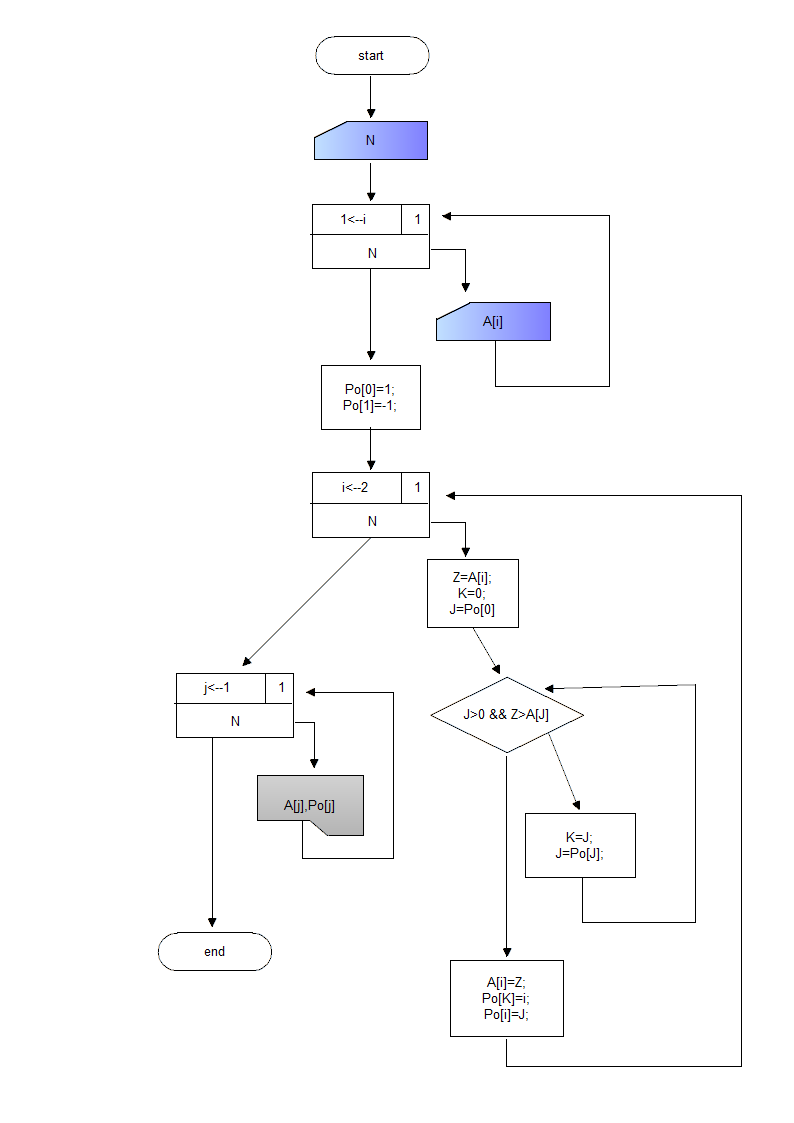 start
N
1<--i
1
N
A[i]
Po[0]=1;
Po[1]=-1;
i<--2
1
N
Z=A[i];
K=0;
J=Po[0]
j<--1
1
N
J>0 && Z>A[J]
A[j],Po[j]
K=J;
J=Po[J];
end
A[i]=Z;
Po[K]=i;
Po[i]=J;